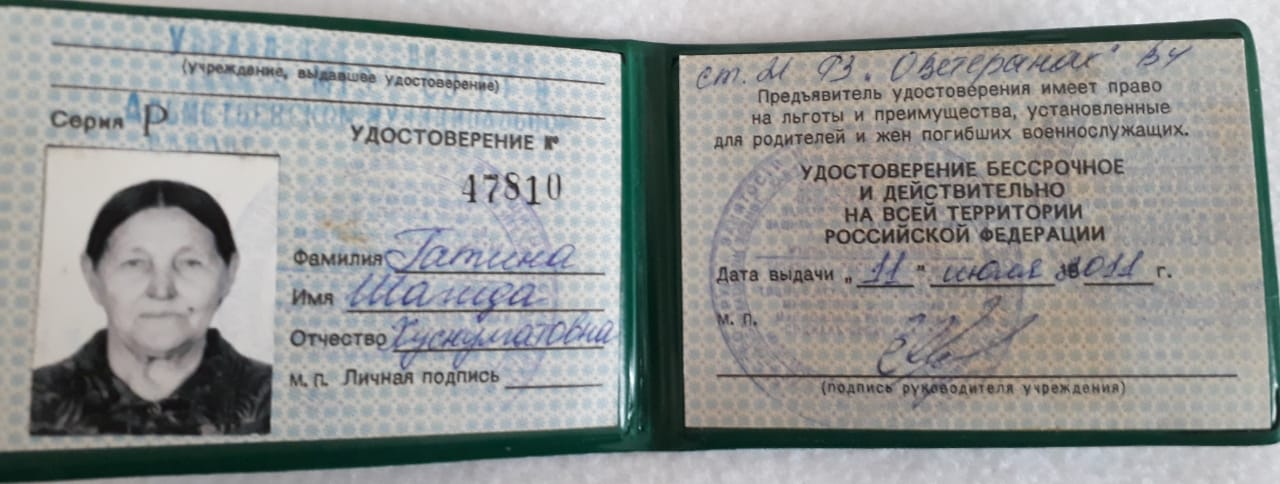 (учреждение, выдавшее удостоверение)
Серия Р
УДОСТОВЕРЕНИЕ №
47810
Фамилия Гатина
Имя Шагида
Отчество
М. П. Личная подпись
ст. 21 ФЗ „О ветеранах"
Предъявитель удостоверения имеет право
на льготы и преимущества, установленные
для родителей и жен погибших военнослужащих.
УДОСТОВЕРЕНИЕ БЕССРОЧНОЕ
И ДЕЙСТВИТЕЛЬНО
НА ВСЕЙ ТЕРРИТОРИИ
РОССИЙСКОЙ ФЕДЕРАЦИИ
Дата выдачи „ 11 " июля 2011 г.
М. П.
(подпись руководителя учреждения)